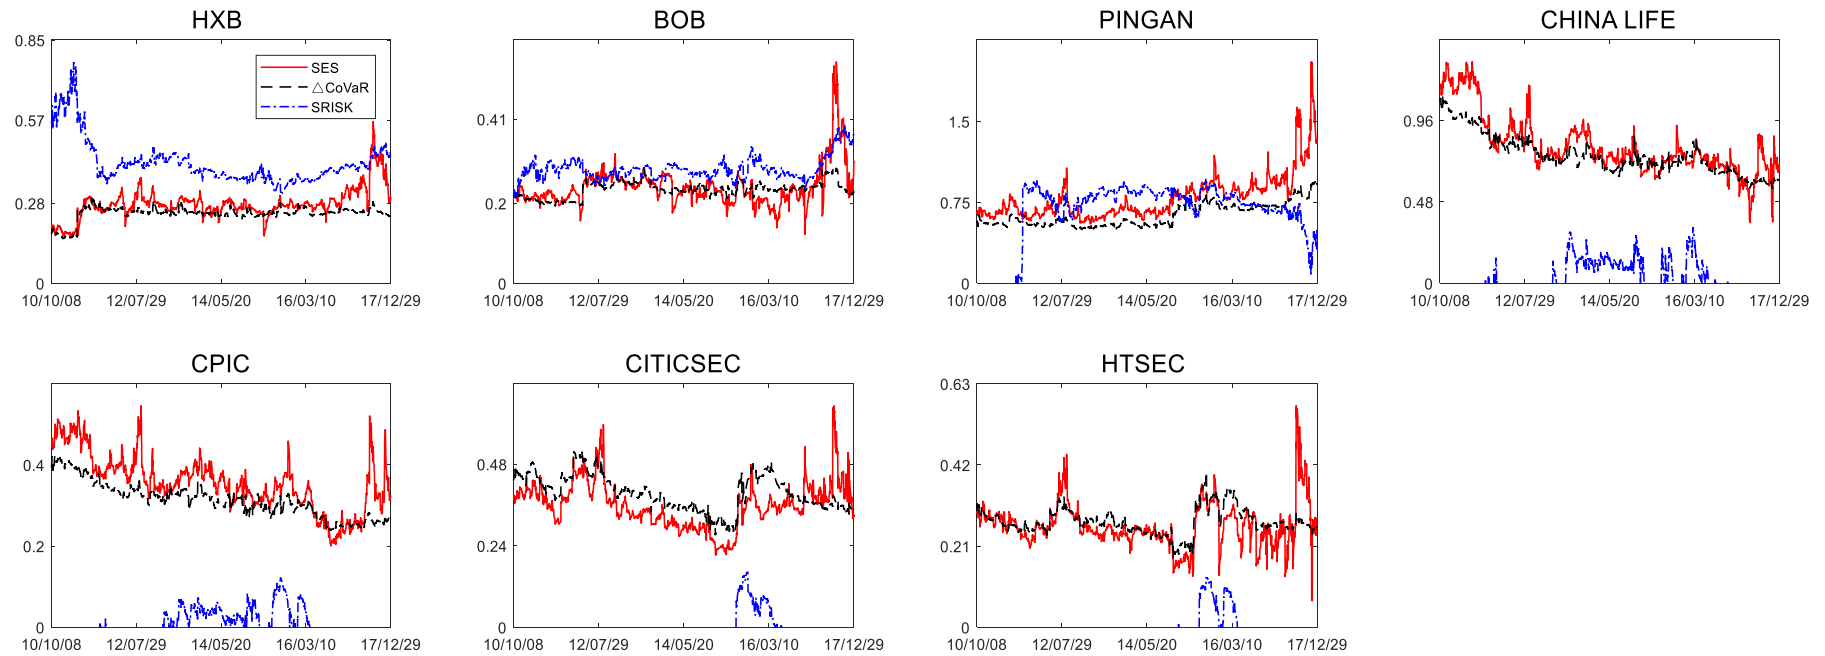 HXB
0.85
0.57
0.28
0
SES
△CoVaR
SRISK
10/10/08 12/07/29 14/05/20 16/03/10 17/12/29
BOB
0.41
0.2
0
10/10/08 12/07/29 14/05/20 16/03/10 17/12/29
PINGAN
1.5
0.75
0
10/10/08 12/07/29 14/05/20 16/03/10 17/12/29
CHINA LIFE
0.96
0.48
0
10/10/08 12/07/29 14/05/20 16/03/10 17/12/29
CPIC
0.4
0.2
0
10/10/08 12/07/29 14/05/20 16/03/10 17/12/29
CITICSEC
0.48
0.24
0
10/10/08 12/07/29 14/05/20 16/03/10 17/12/29
HTSEC
0.63
0.42
0.21
0
10/10/08 12/07/29 14/05/20 16/03/10 17/12/29